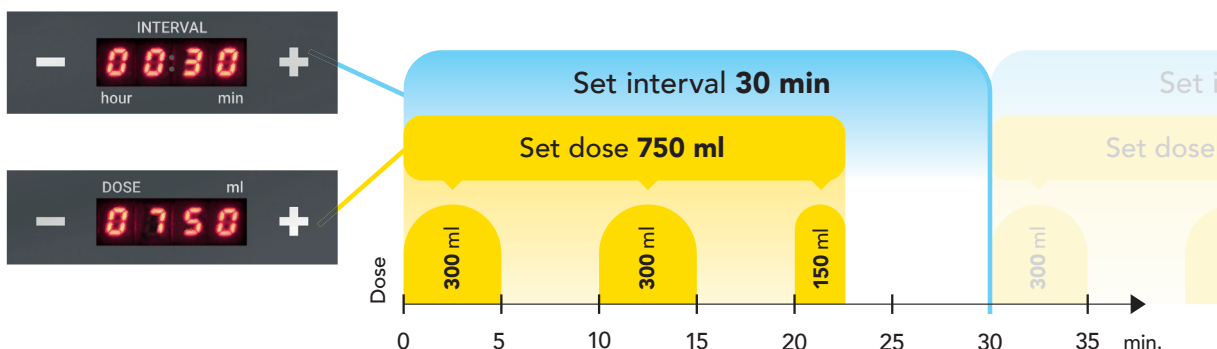 INTERVAL
00:30
hour min
DOSE ml
0750
Set interval 30 min
Set dose 750 ml
Dose
300 ml
300 ml
150 ml
Set i
Set dose
300 ml
0 5 10 15 20 25 30 35 min.